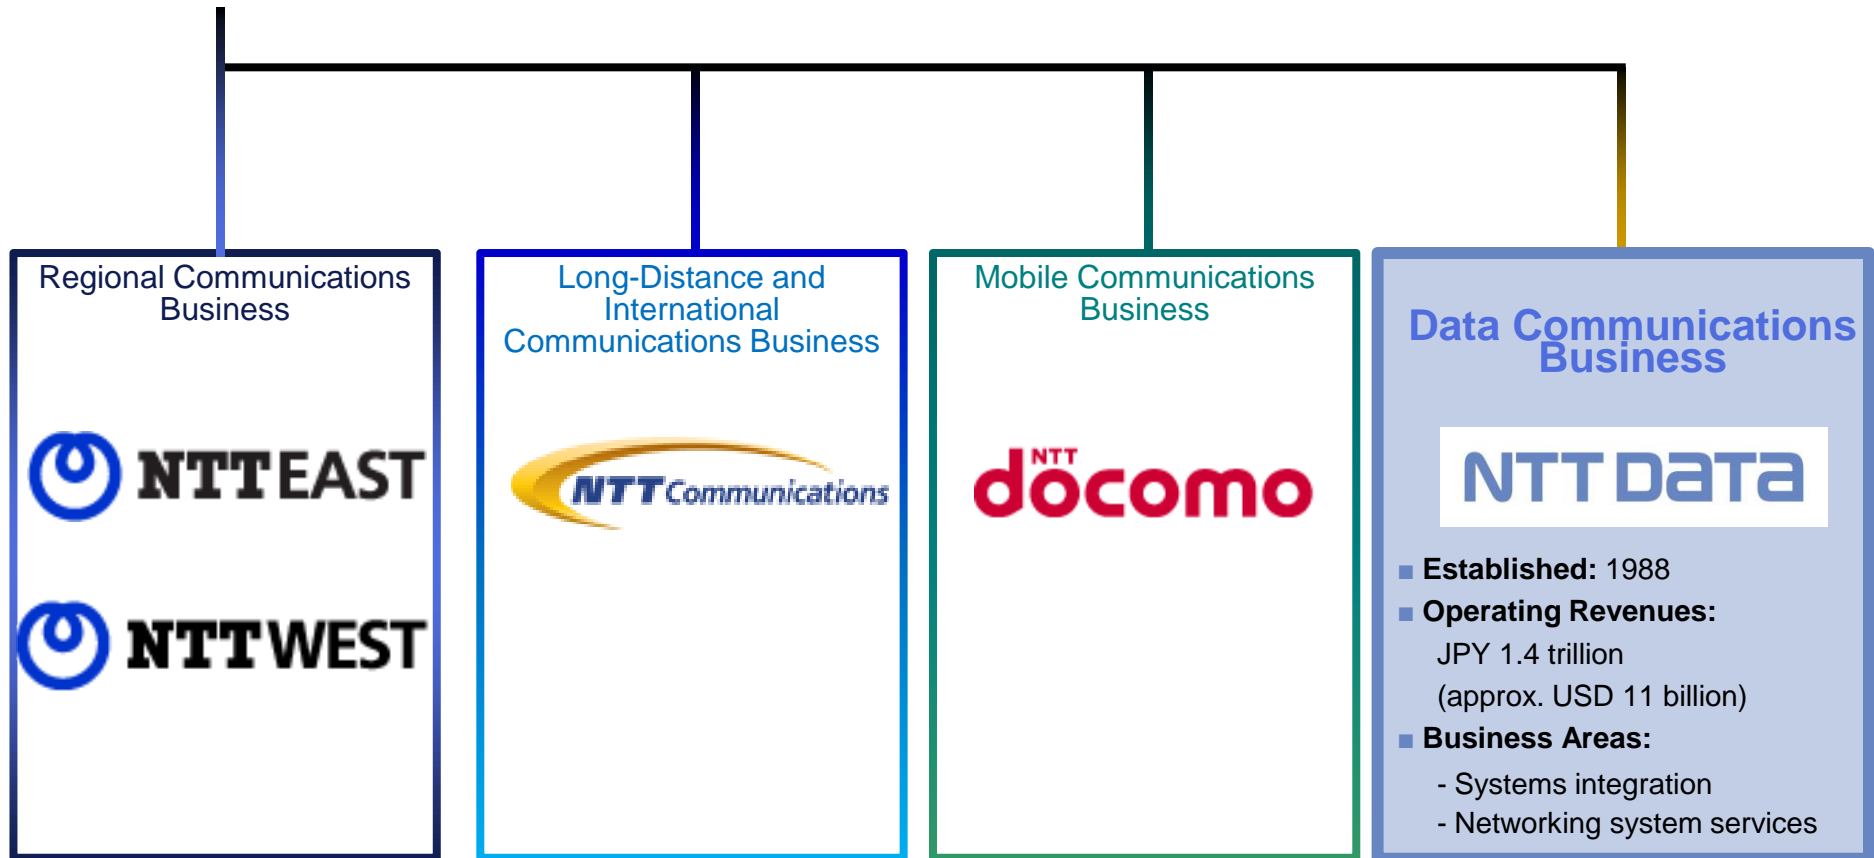 Regional Communications
Business
NTT EAST
NTT WEST
Long-Distance and
International
Communications Business
NTT Communications
Mobile Communications
Business
NTT
docomo
Data Communications
Business
NTT DATA
■ Established: 1988
■ Operating Revenues:
JPY 1.4 trillion
(approx. USD 11 billion)
■ Business Areas:
- Systems integration
- Networking system services